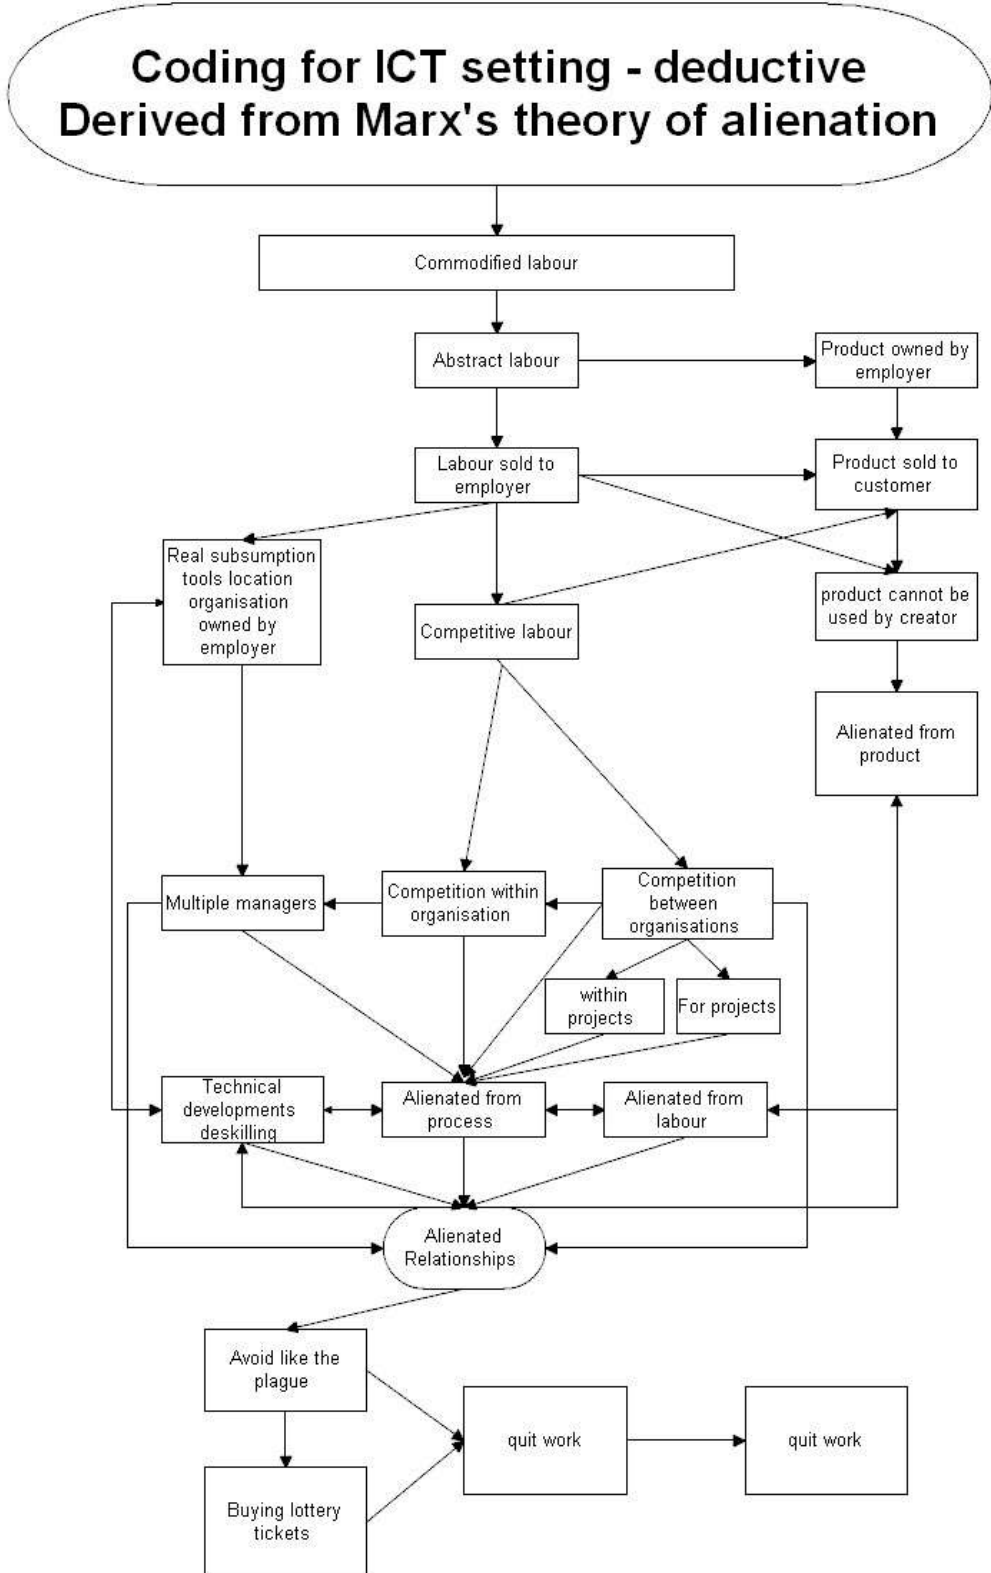 Coding for ICT setting - deductive
Derived from Marx's theory of alienation
Commodified labour
Abstract labour
Product owned by
employer
Labour sold to
employer
Product sold to
customer
Real subsumption
tools location
organisation
owned by
employer
Competitive labour
product cannot be
used by creator
Alienated from
product
Multiple managers
Competition within
organisation
Competition
between
organisations
within
projects
For projects
Technical
developments
deskilling
Alienated from
process
Alienated from
labour
Alienated
Relationships
Avoid like the
plague
quit work
quit work
Buying lottery
tickets